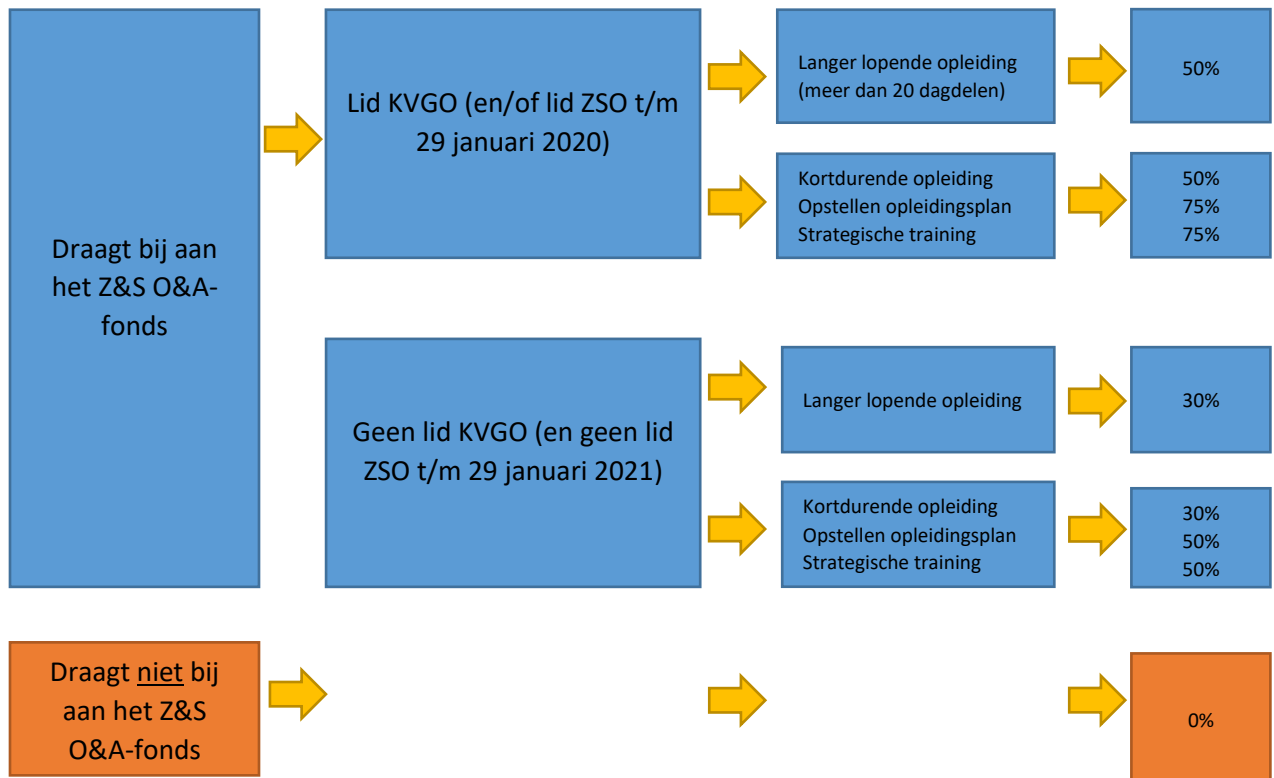 Draagt bij aan
het Z&S O&A-
fonds
Lid KVGO (en/of lid ZSO t/m
29 januari 2020)
Langer lopende opleiding
(meer dan 20 dagdelen)
50%
Kortdurende opleiding
Opstellen opleidingsplan
Strategische training
50%
75%
75%
Geen lid KVGO (en geen lid
ZSO t/m 29 januari 2021)
Langer lopende opleiding
30%
Kortdurende opleiding
Opstellen opleidingsplan
Strategische training
30%
50%
50%
Draagt niet bij
aan het Z&S
O&A-fonds
0%